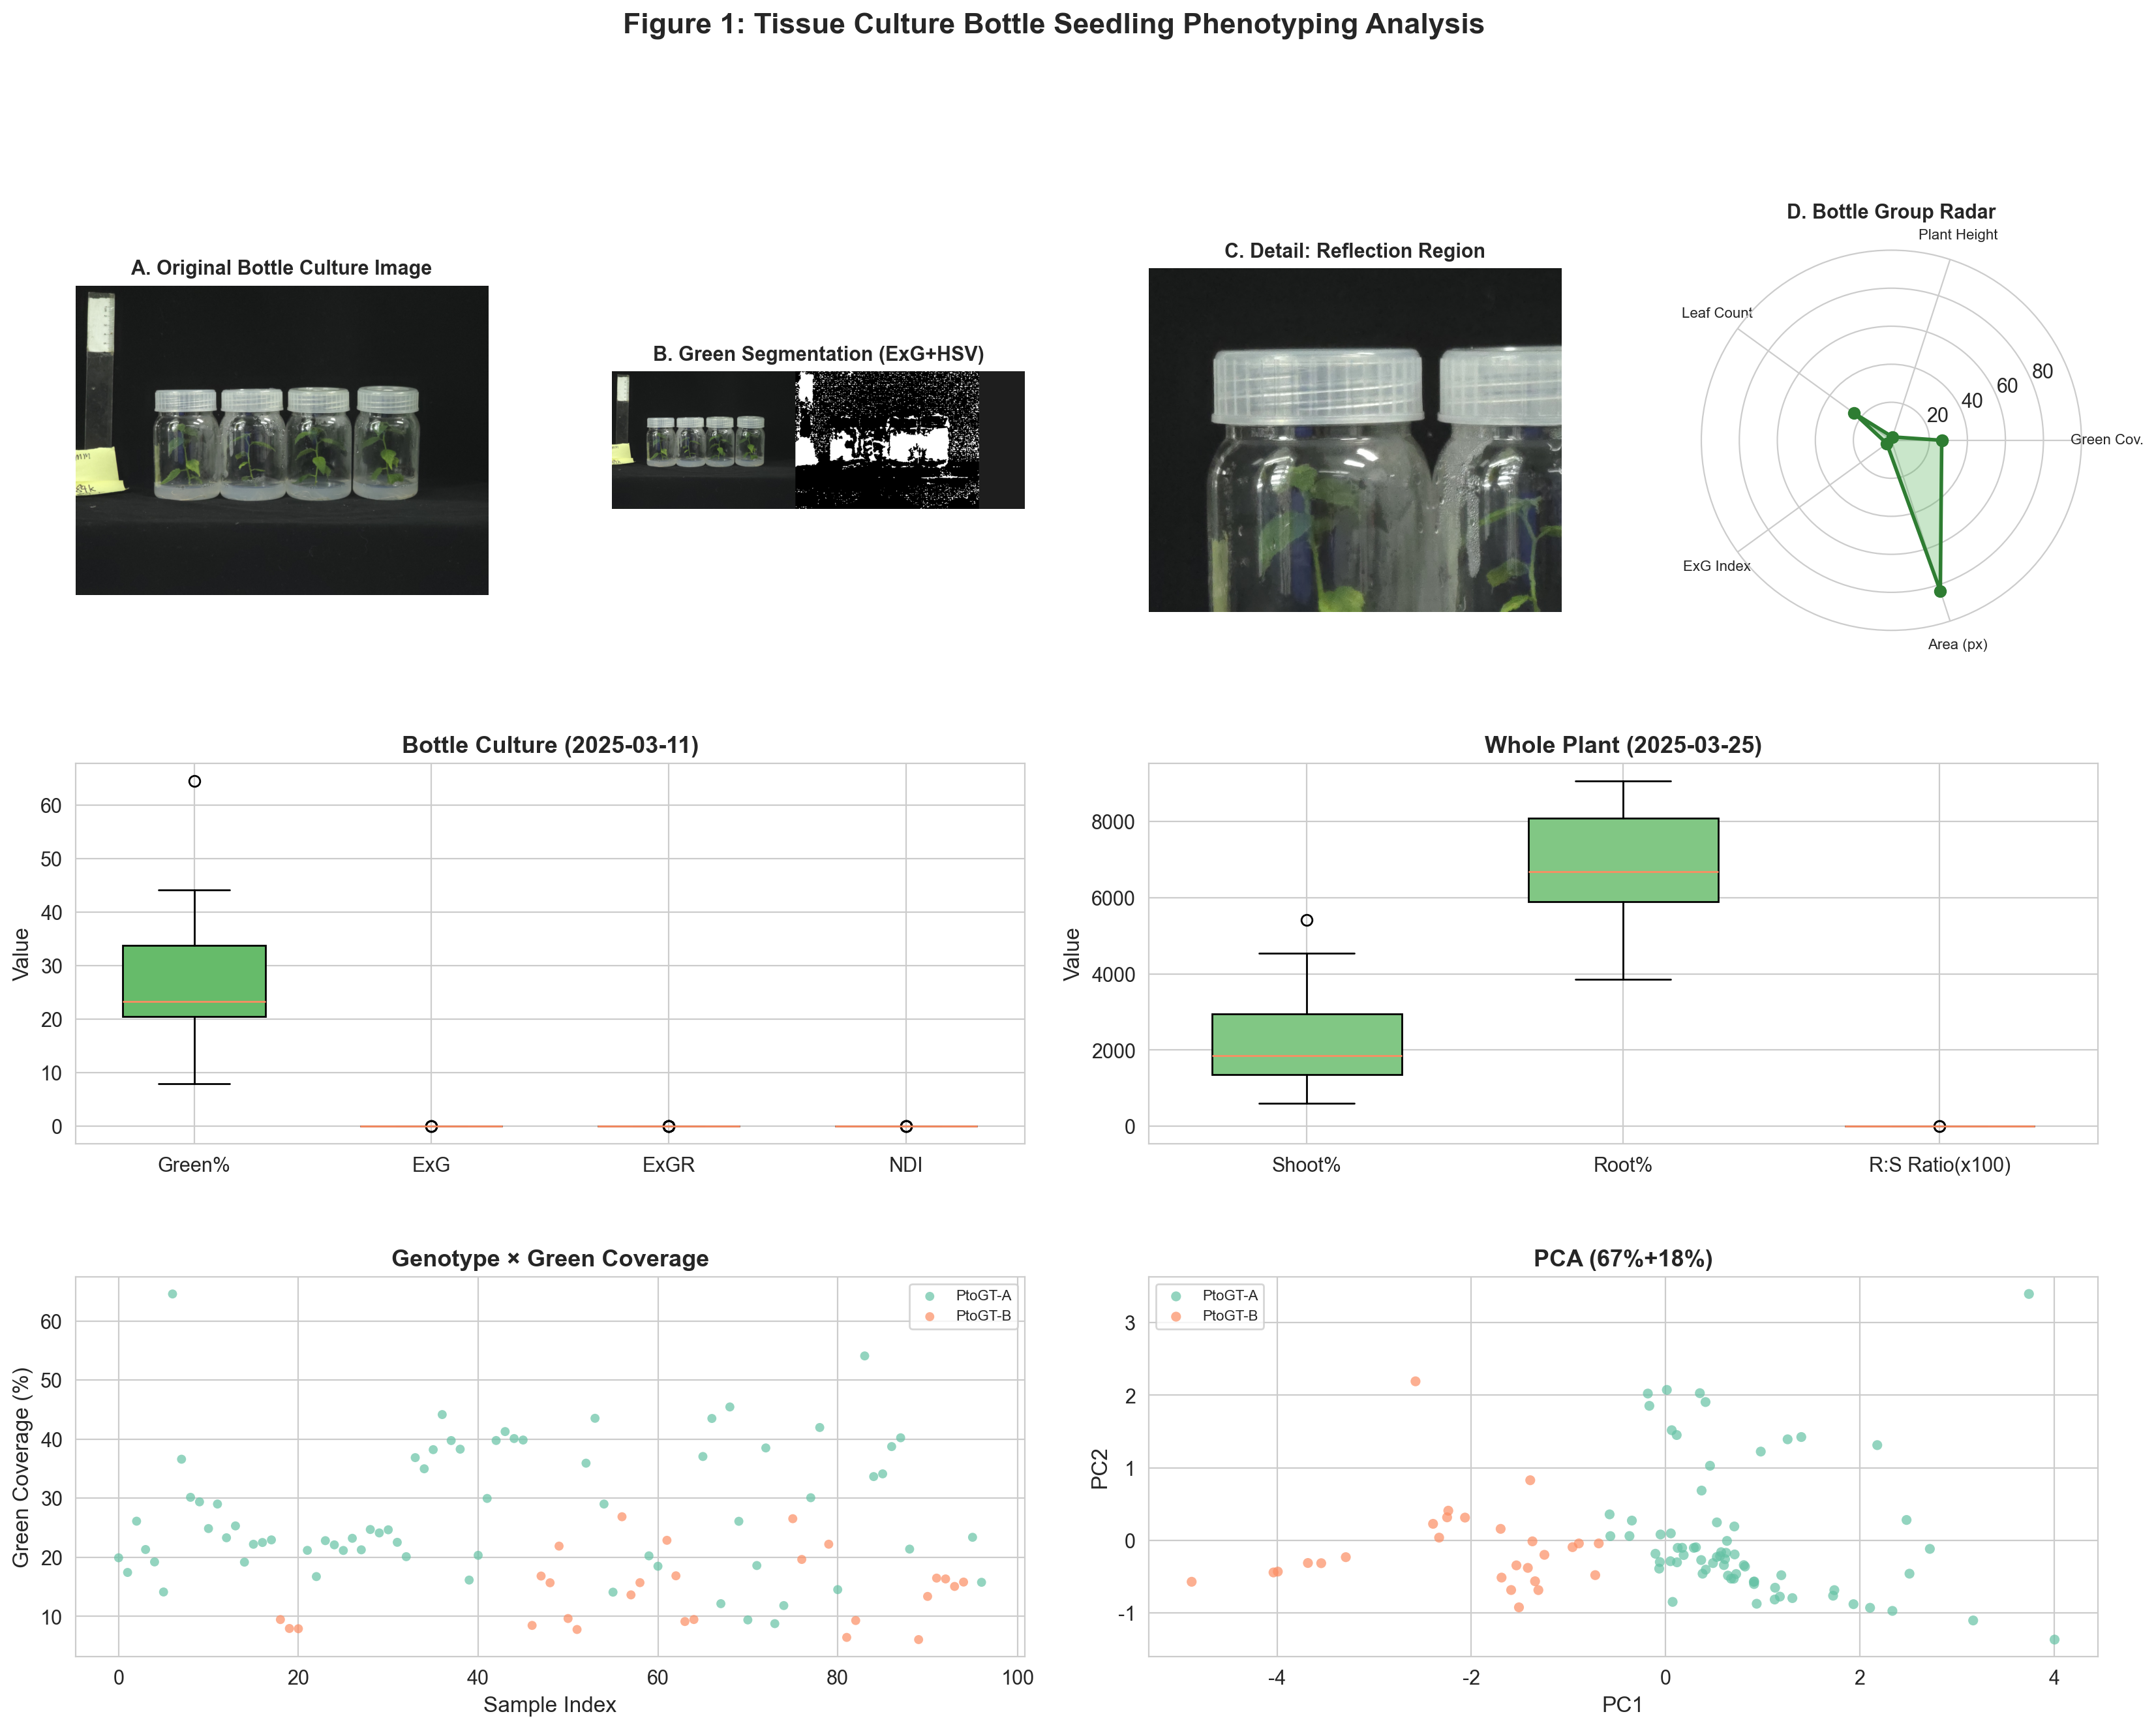 Figure 1: Tissue Culture Bottle Seedling Phenotyping Analysis
A. Original Bottle Culture Image
B. Green Segmentation (ExG+HSV)
C. Detail: Reflection Region
D. Bottle Group Radar
Plant Height
Leaf Count
Green Cov.
ExG Index
Area (px)
20
40
60
80
Bottle Culture (2025-03-11)
Value
60
50
40
30
20
10
0
Green%
ExG
ExGR
NDI
Whole Plant (2025-03-25)
Value
8000
6000
4000
2000
0
Shoot%
Root%
R:S Ratio(x100)
Genotype × Green Coverage
Green Coverage (%)
60
50
40
30
20
10
PtoGT-A
PtoGT-B
0
20
40
60
80
100
Sample Index
PCA (67%+18%)
PC2
3
2
1
0
-1
PtoGT-A
PtoGT-B
-4
-2
0
2
4
PC1